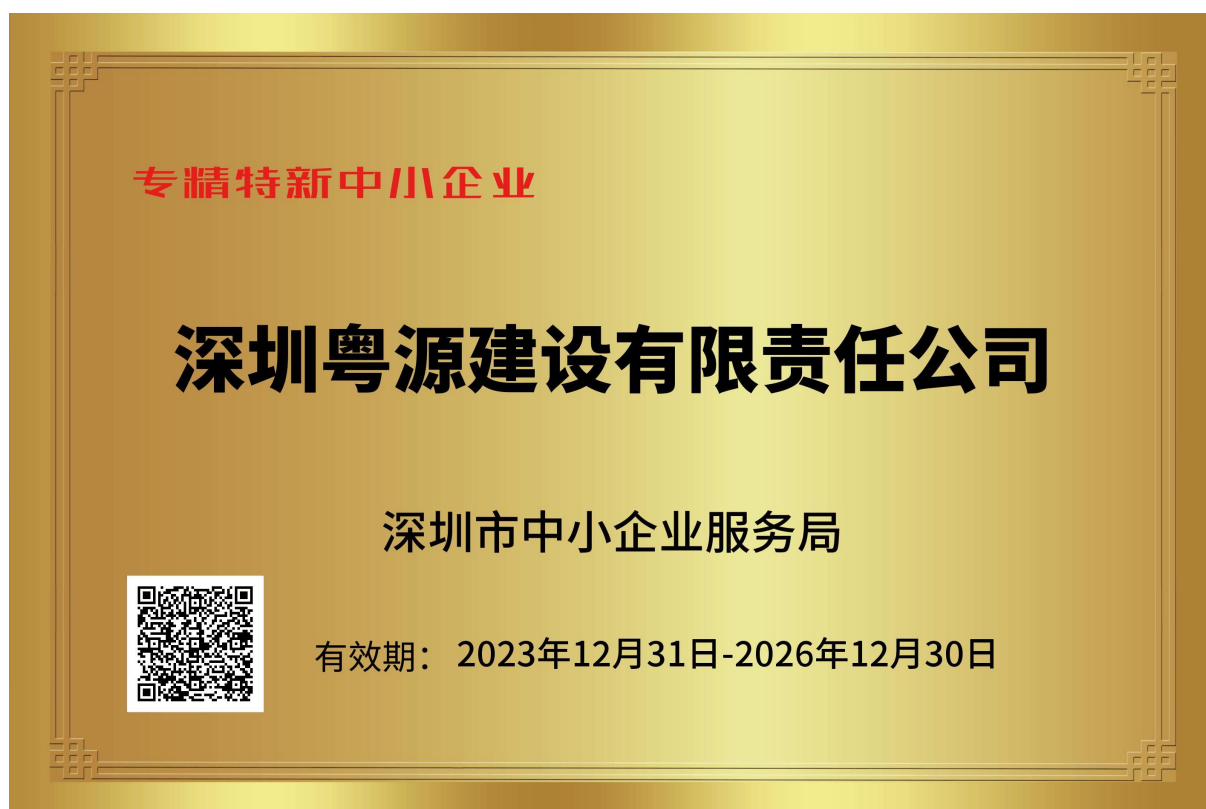 专精特新中小企业
深圳粤源建设有限责任公司
深圳市中小企业服务局
有效期：2023年12月31日-2026年12月30日